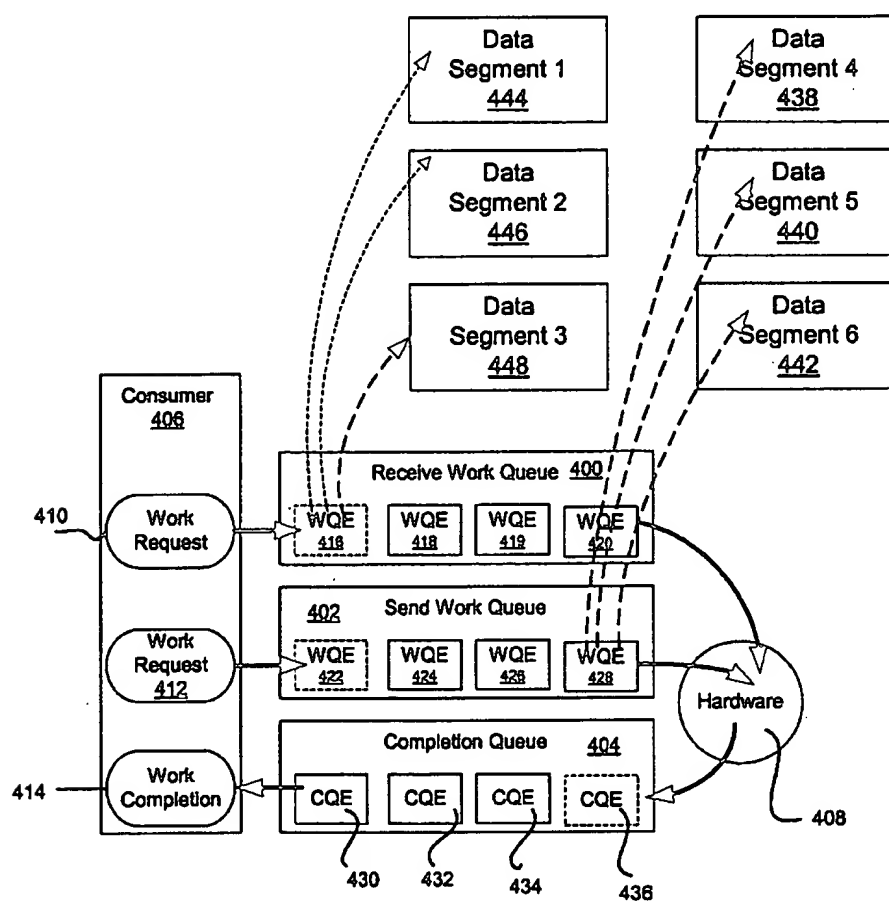 Data
Segment 1
444
Data
Segment 4
438
Data
Segment 2
446
Data
Segment 5
440
Data
Segment 3
448
Data
Segment 6
442
Consumer
406
Receive Work Queue 400
410
Work
Request
WQE
416
WQE
418
WQE
419
WQE
420
402 Send Work Queue
Work
Request
412
WQE
422
WQE
424
WQE
426
WQE
428
Hardware
Completion Queue 404
414
Work
Completion
CQE
CQE
CQE
CQE
408
430
432
434
436